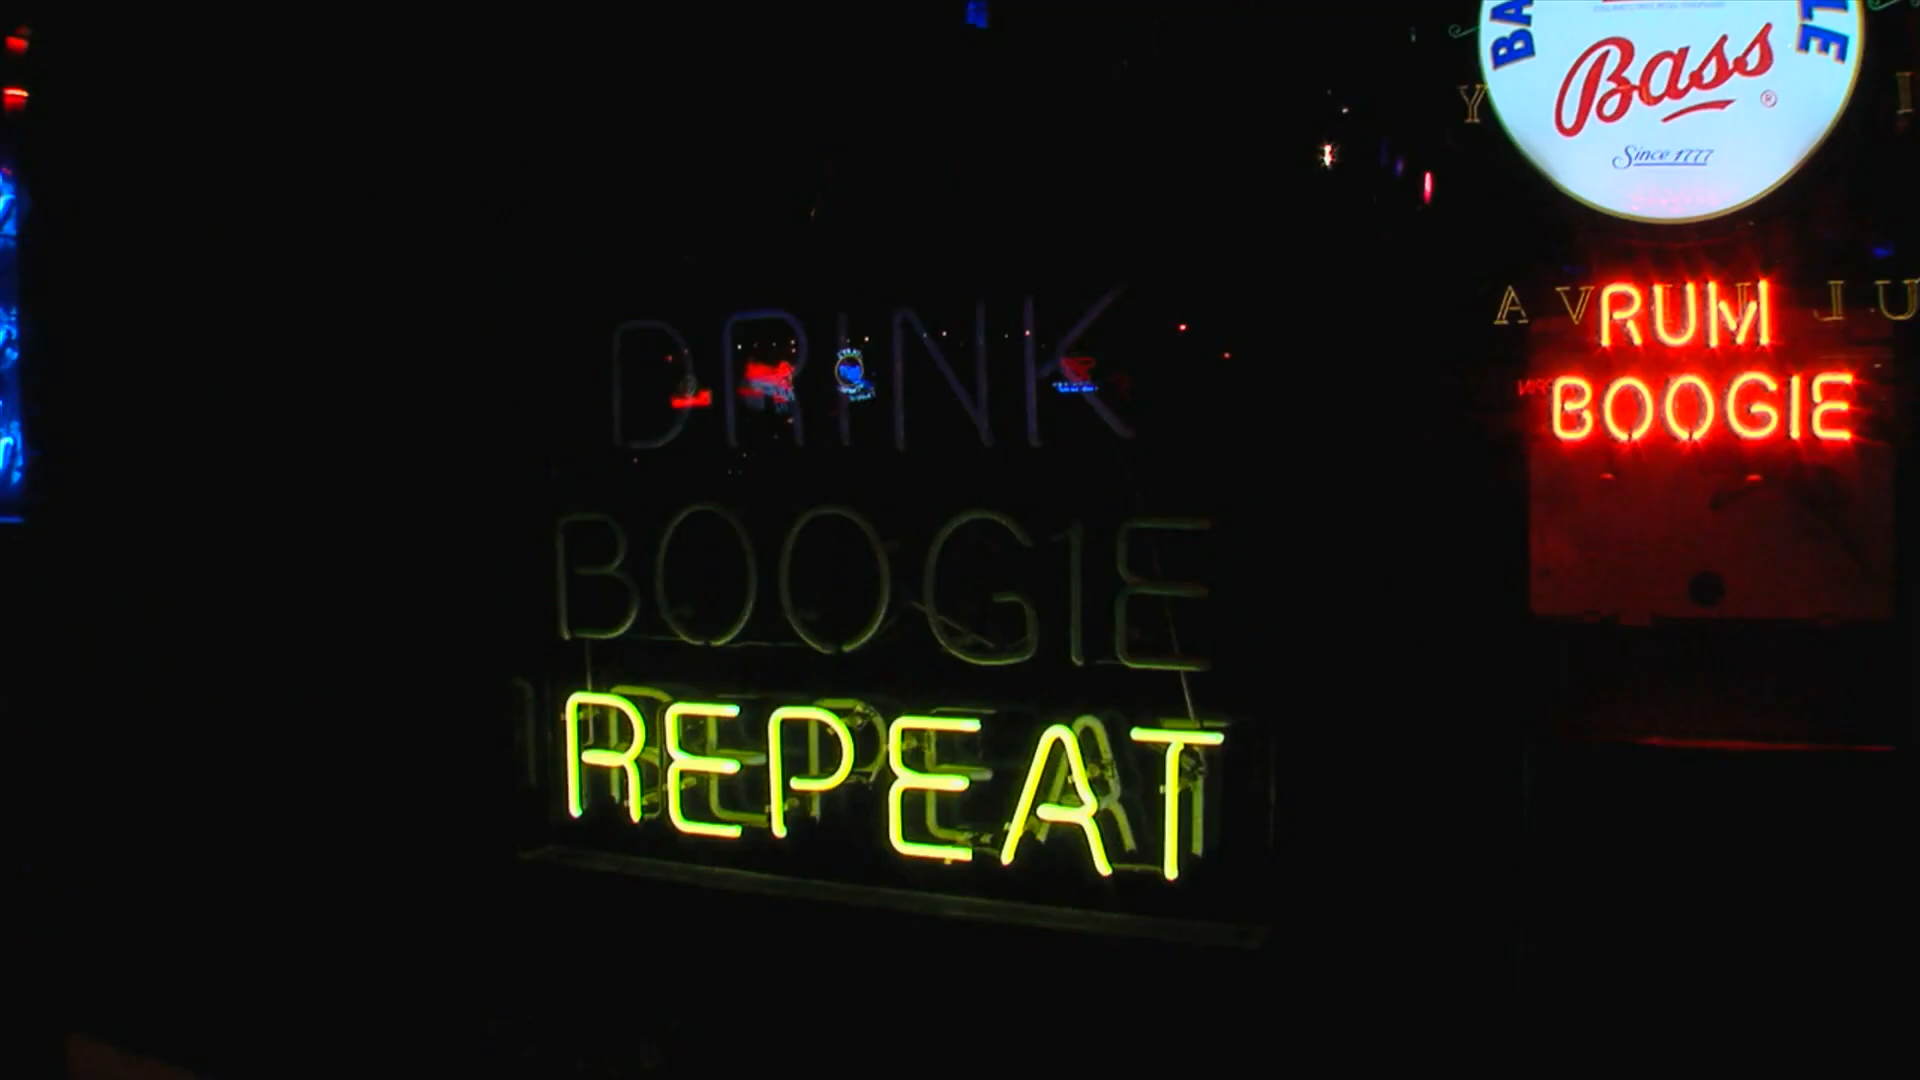 DRINK
BOOGIE
REPEAT
Bass
®
Since 1777
RUM
BOOGIE